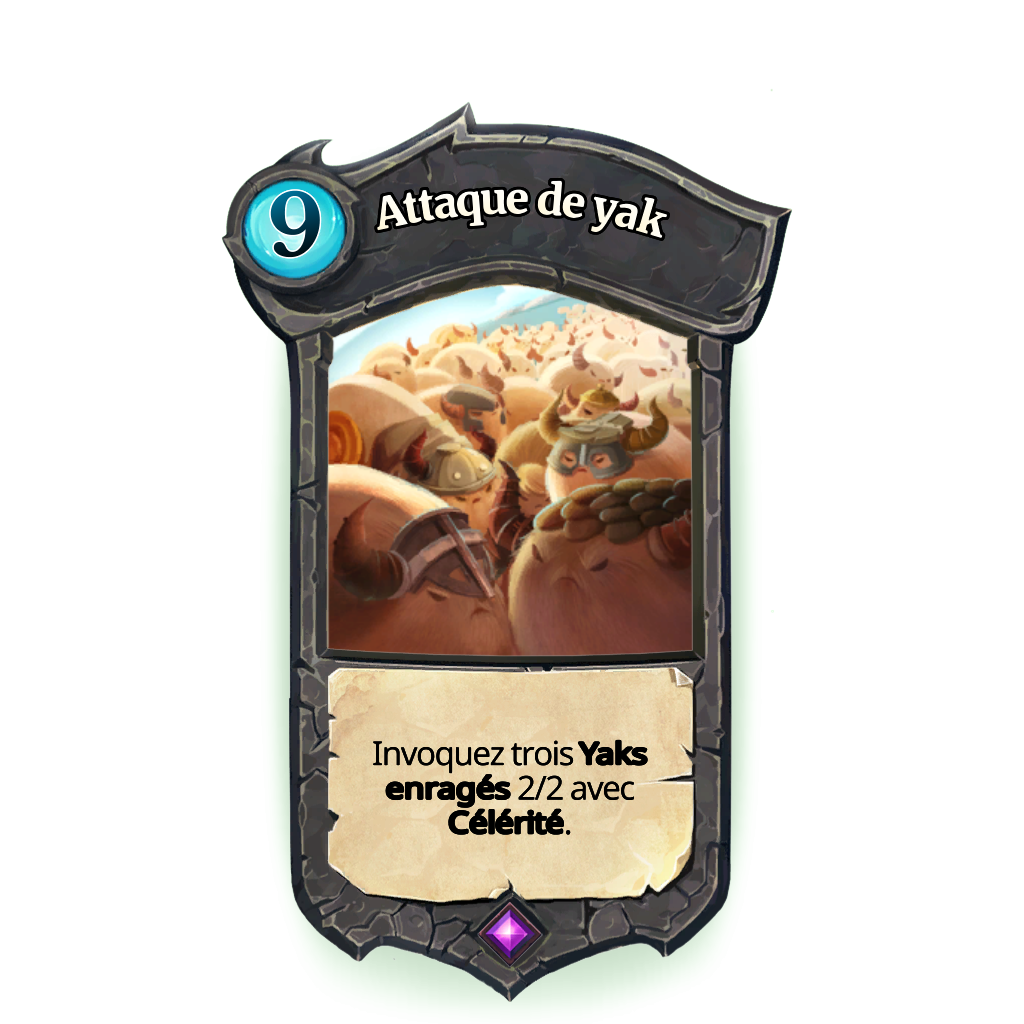 9
Attaque de yak
Invoquez trois Yaks
enragés 2/2 avec
Célérité.